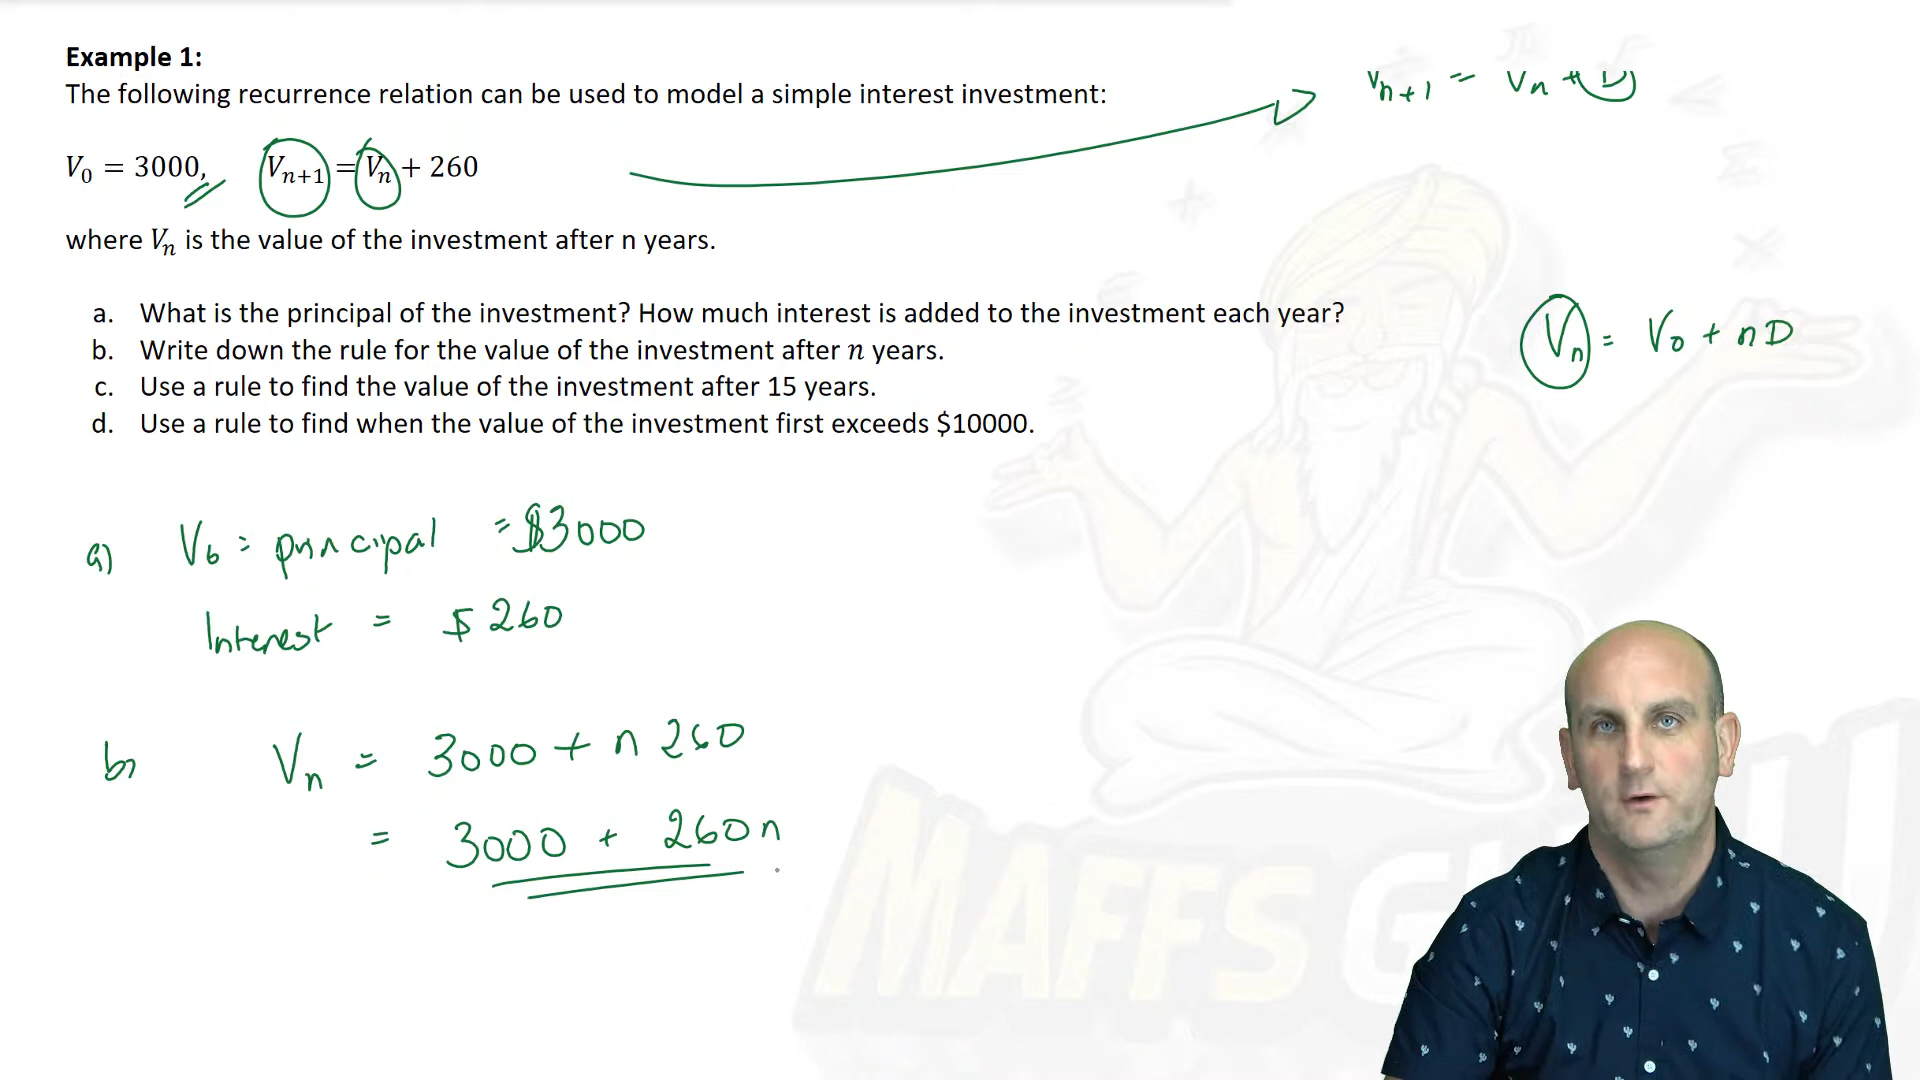 Example 1:
The following recurrence relation can be used to model a simple interest investment:
V₀ = 3000, Vₙ₊₁ = Vₙ + 260
Vₙ₊₁ = Vₙ + D
where Vₙ is the value of the investment after n years.
a. What is the principal of the investment? How much interest is added to the investment each year?
b. Write down the rule for the value of the investment after n years.
c. Use a rule to find the value of the investment after 15 years.
d. Use a rule to find when the value of the investment first exceeds $10000.
Vₙ = V₀ + nD
a) V₀ = principal = $3000
Interest = $260
b) Vₙ = 3000 + n 260
= 3000 + 260n
MAFFS G